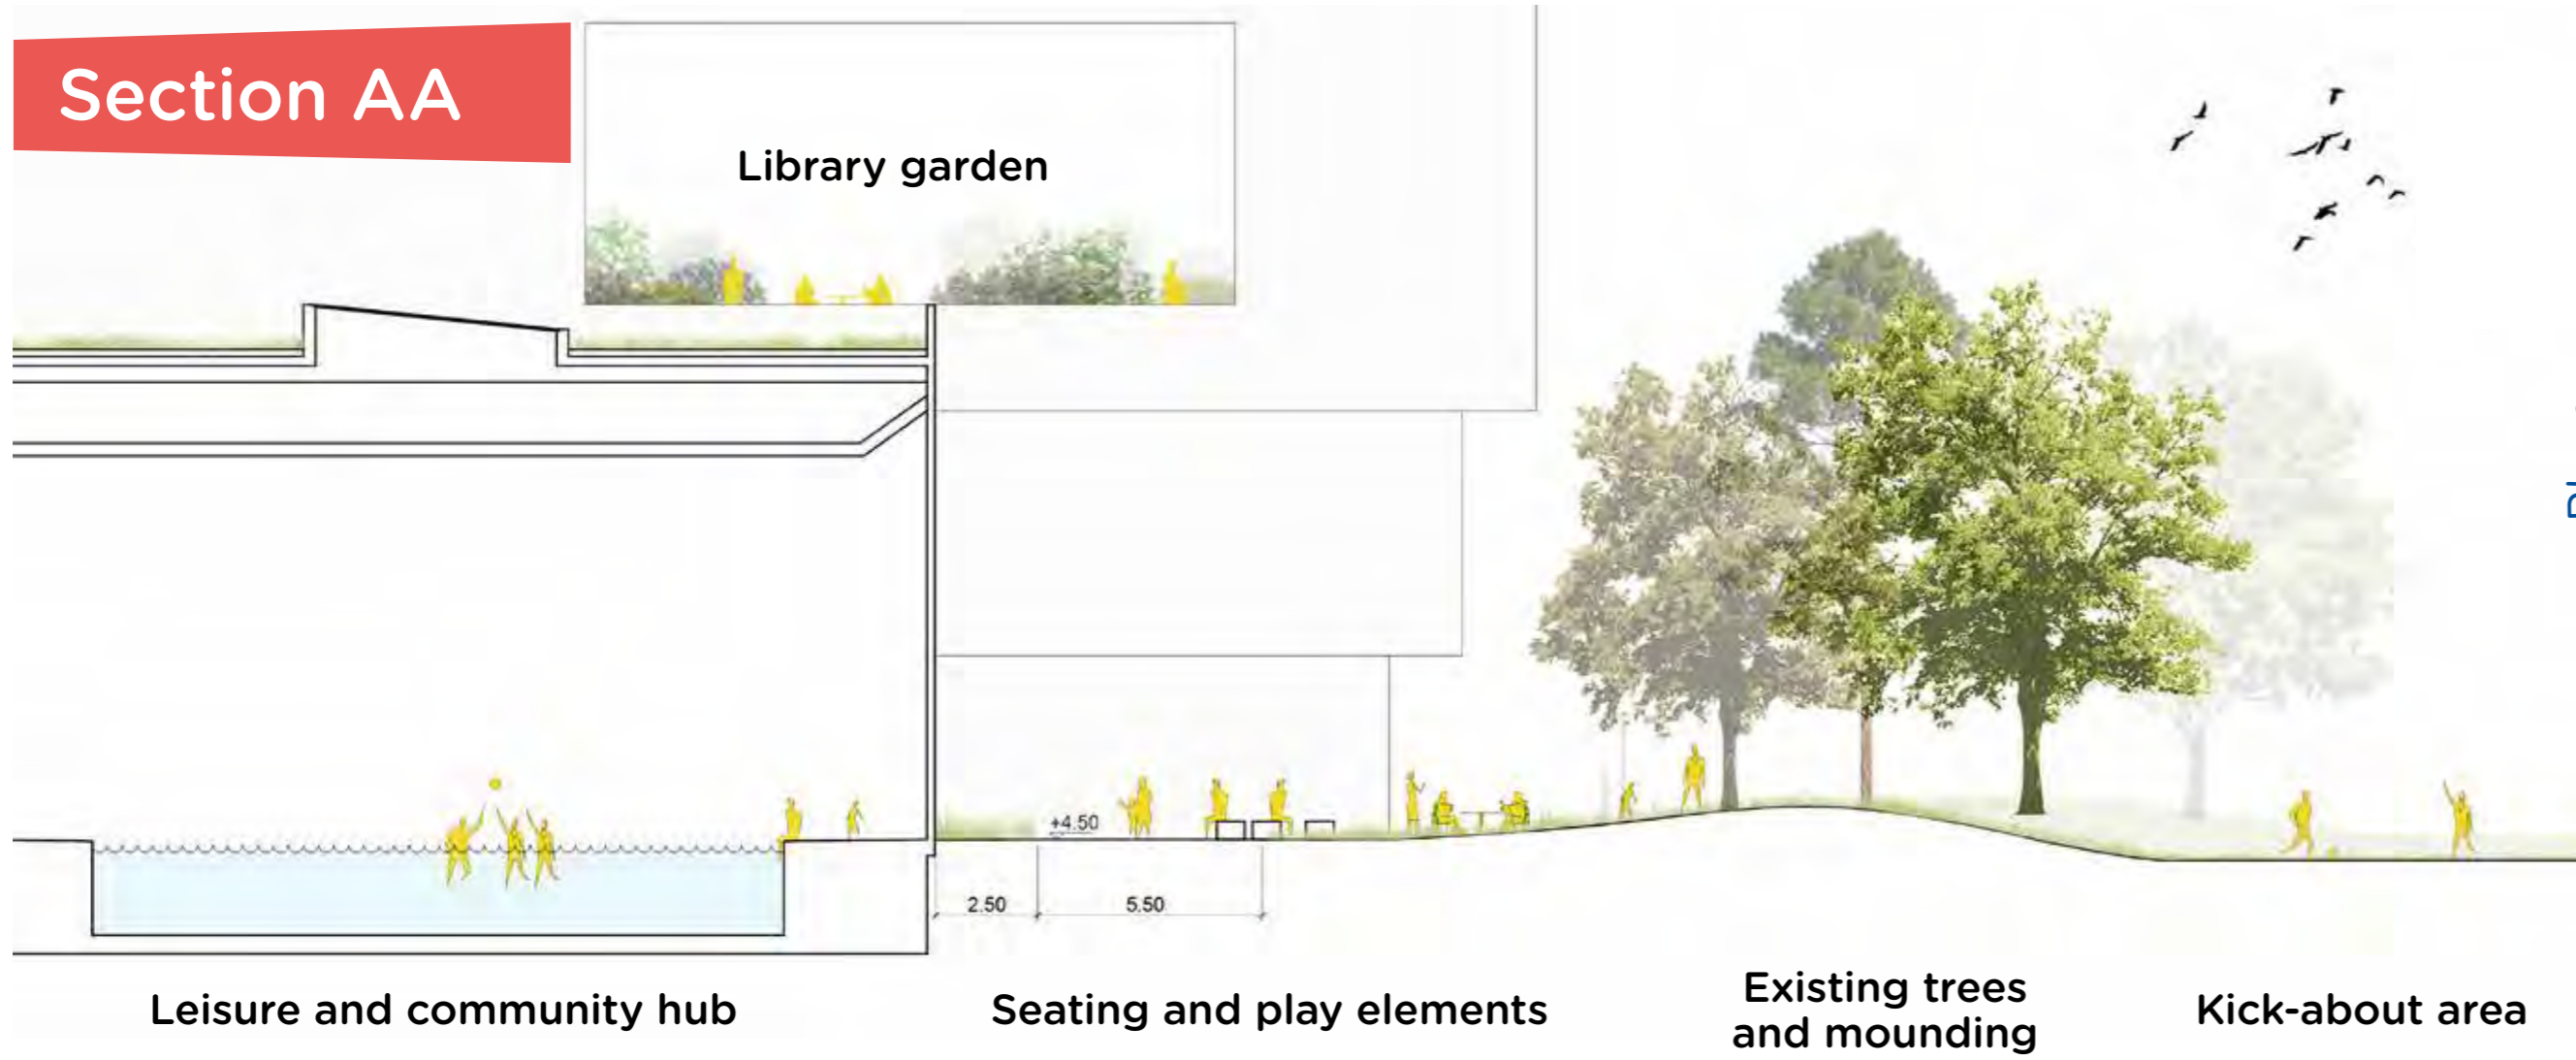 Section AA
Library garden
+4.50
2.50
5.50
Leisure and community hub
Seating and play elements
Existing trees
and mounding
Kick-about area